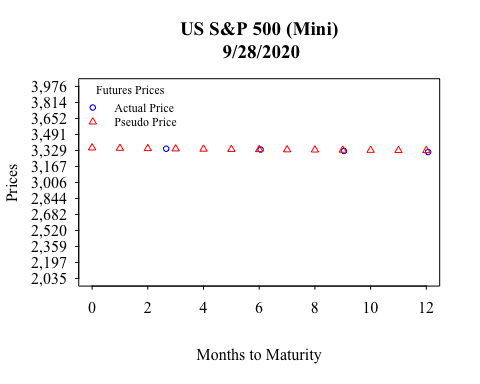 US S&P 500 (Mini)
9/28/2020
Futures Prices
Actual Price
Pseudo Price
Prices
3,976
3,814
3,652
3,491
3,329
3,167
3,006
2,844
2,682
2,520
2,359
2,197
2,035
0 2 4 6 8 10 12
Months to Maturity